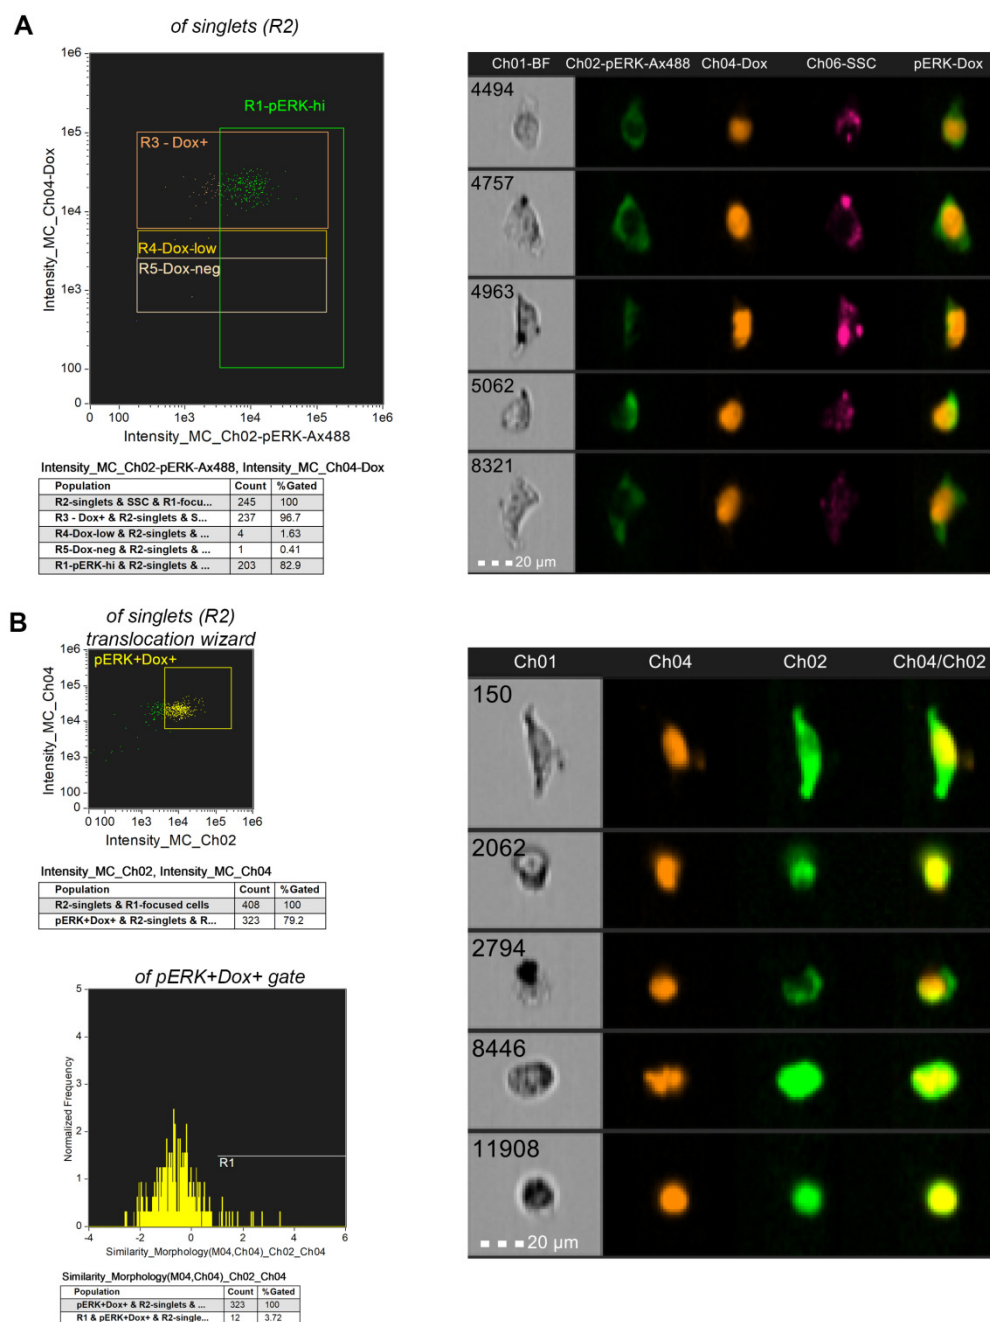 A
of singlets (R2)
1e6
1e5
1e4
1e3
100
0
Intensity_MC_Ch04-Dox
R1-pERK-hi
R3 - Dox+
R4-Dox-low
R5-Dox-neg
0 100 1e3 1e4 1e5 1e6
Intensity_MC_Ch02-pERK-Ax488
Intensity_MC_Ch02-pERK-Ax488, Intensity_MC_Ch04-Dox
Population Count %Gated
R2-singlets & SSC & R1-focu... 245 100
R3 - Dox+ & R2-singlets & S... 237 96.7
R4-Dox-low & R2-singlets & ... 4 1.63
R5-Dox-neg & R2-singlets & ... 1 0.41
R1-pERK-hi & R2-singlets & ... 203 82.9
Ch01-BF Ch02-pERK-Ax488 Ch04-Dox Ch06-SSC pERK-Dox
4494
4757
4963
5062
8321
20 µm
B
of singlets (R2)
translocation wizard
1e6
1e5
1e4
1e3
100
0
Intensity_MC_Ch04
pERK+Dox+
0 100 1e3 1e4 1e5 1e6
Intensity_MC_Ch02
Intensity_MC_Ch02, Intensity_MC_Ch04
Population Count %Gated
R2-singlets & R1-focused cells 408 100
pERK+Dox+ & R2-singlets & R... 323 79.2
of pERK+Dox+ gate
5
4
3
2
1
0
Normalized Frequency
R1
-4 -2 0 2 4 6
Similarity_Morphology(M04,Ch04)_Ch02_Ch04
Similarity_Morphology(M04,Ch04)_Ch02_Ch04
Population Count %Gated
pERK+Dox+ & R2-singlets & ... 323 100
R1 & pERK+Dox+ & R2-single... 12 3.72
Ch01 Ch04 Ch02 Ch04/Ch02
150
2062
2794
8446
11908
20 µm